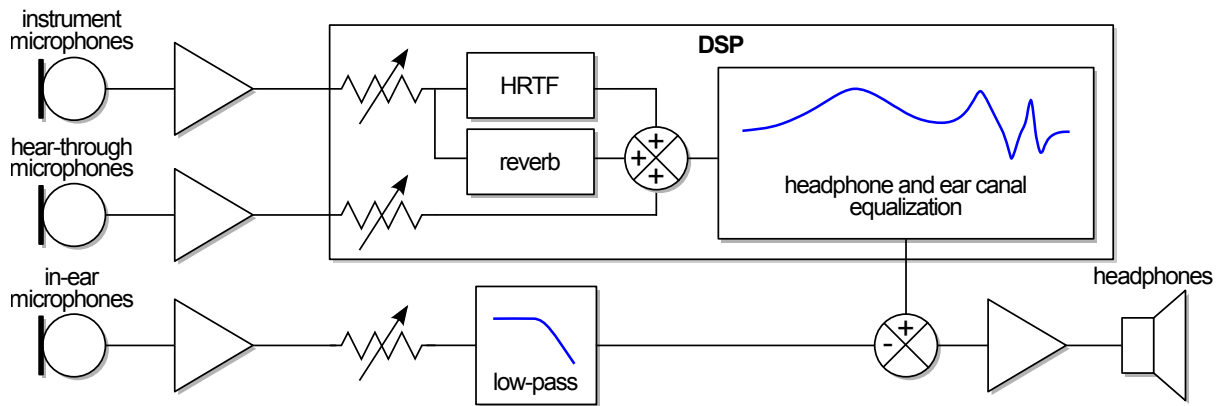 instrument
microphones
DSP
HRTF
reverb
+
+
+
headphone and ear canal
equalization
hear-through
microphones
in-ear
microphones
low-pass
+
-
headphones